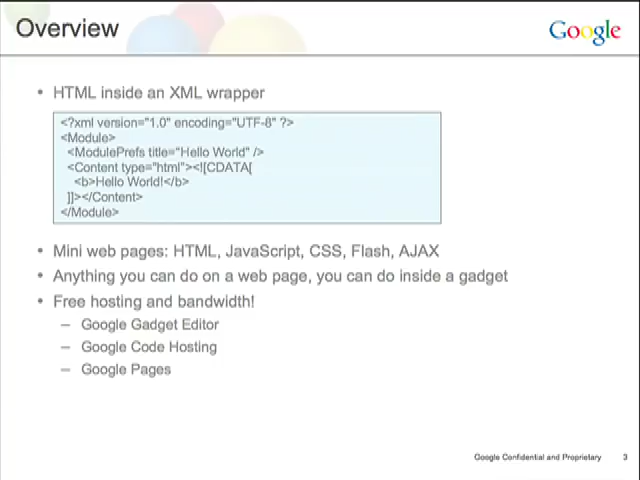 Overview
Google
• HTML inside an XML wrapper
<?xml version="1.0" encoding="UTF-8" ?>
<Module>
<ModulePrefs title="Hello World" />
<Content type="html"><![CDATA[
<b>Hello World!</b>
]]></Content>
</Module>
• Mini web pages: HTML, JavaScript, CSS, Flash, AJAX
• Anything you can do on a web page, you can do inside a gadget
• Free hosting and bandwidth!
– Google Gadget Editor
– Google Code Hosting
– Google Pages
Google Confidential and Proprietary 3